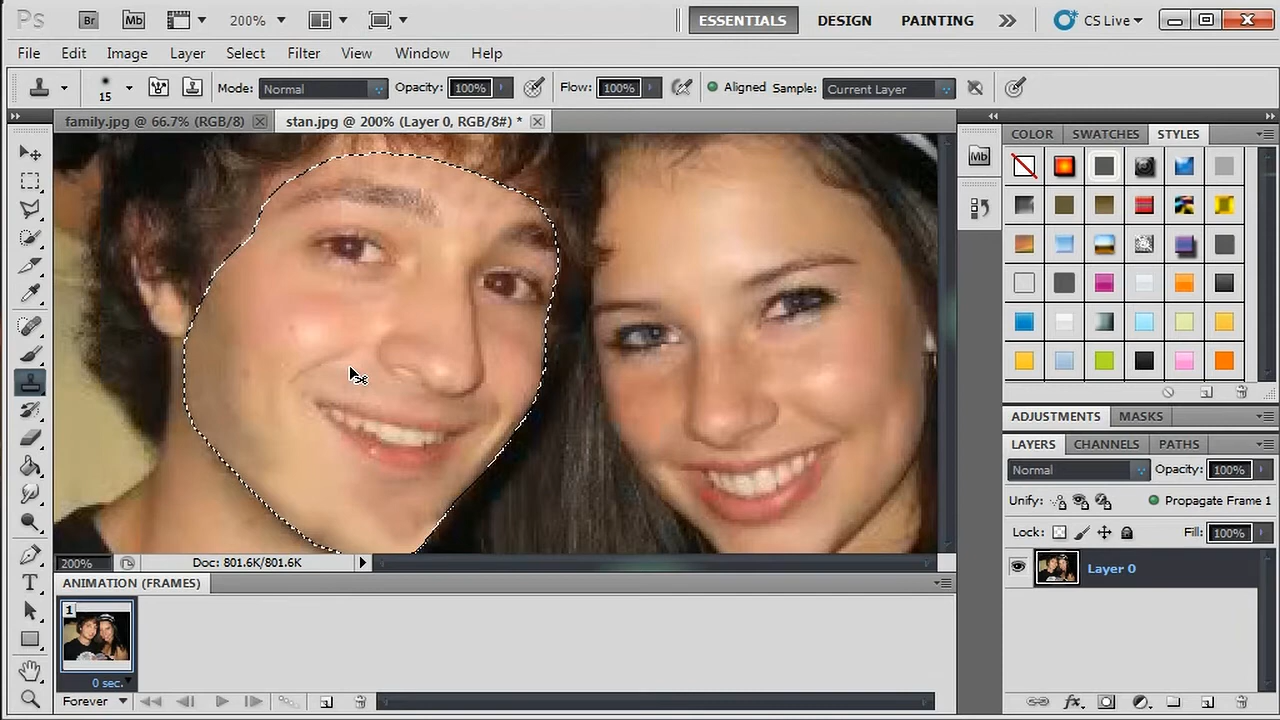 Ps Br Mb 200% ESSENTIALS DESIGN PAINTING CS Live
File Edit Image Layer Select Filter View Window Help
15 Mode: Normal Opacity: 100% Flow: 100% Aligned Sample: Current Layer
family.jpg @ 66.7% (RGB/8) stan.jpg @ 200% (Layer 0, RGB/8#) *
COLOR SWATCHES STYLES
Mb
ADJUSTMENTS MASKS
LAYERS CHANNELS PATHS
Normal Opacity: 100%
Unify: Propagate Frame 1
Lock: Fill: 100%
Layer 0
200% Doc: 801.6K/801.6K
ANIMATION (FRAMES)
1
0 sec.
Forever
T